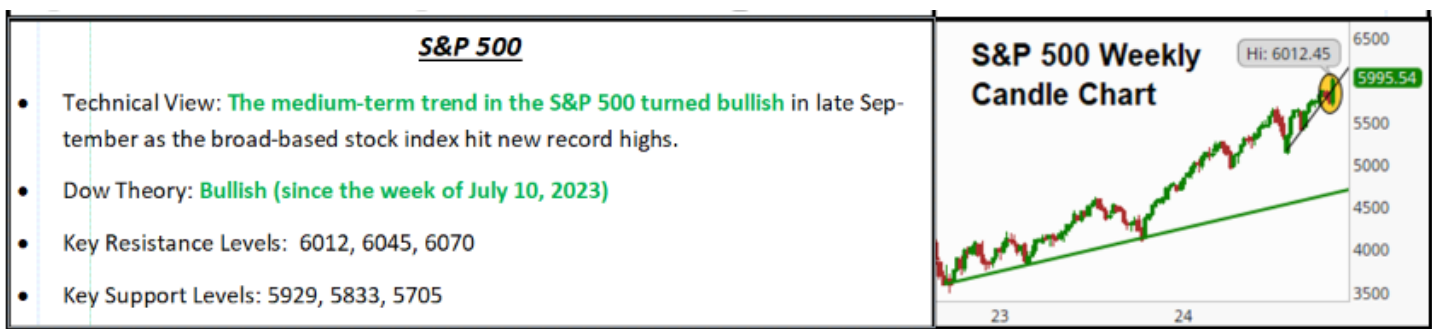 S&P 500
• Technical View: The medium-term trend in the S&P 500 turned bullish in late Sep-
tember as the broad-based stock index hit new record highs.
• Dow Theory: Bullish (since the week of July 10, 2023)
• Key Resistance Levels: 6012, 6045, 6070
• Key Support Levels: 5929, 5833, 5705
S&P 500 Weekly
Candle Chart
Hi: 6012.45
6500
5995.54
5500
5000
4500
4000
3500
23 24